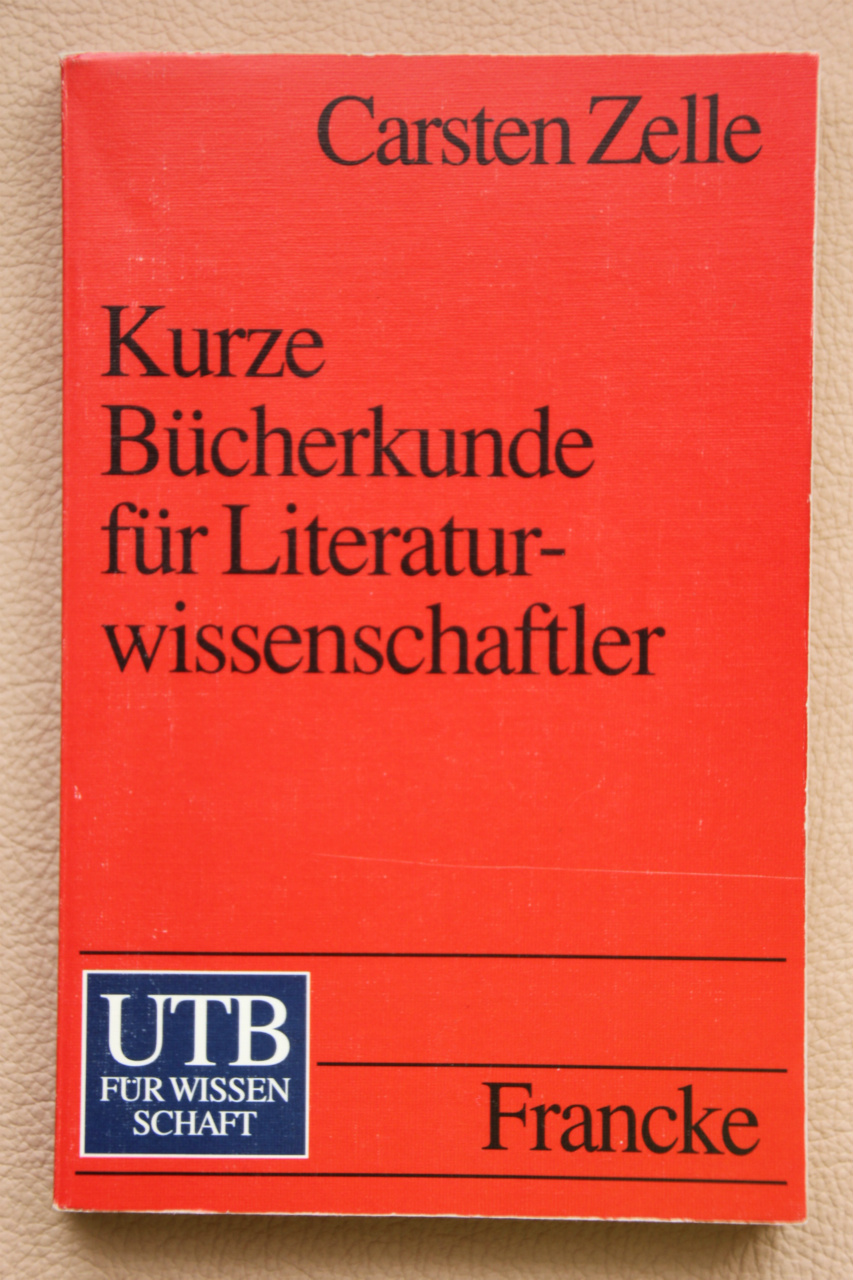 Carsten Zelle
Kurze
Bücherkunde
für Literatur-
wissenschaftler
UTB
FÜR WISSEN
SCHAFT
Francke